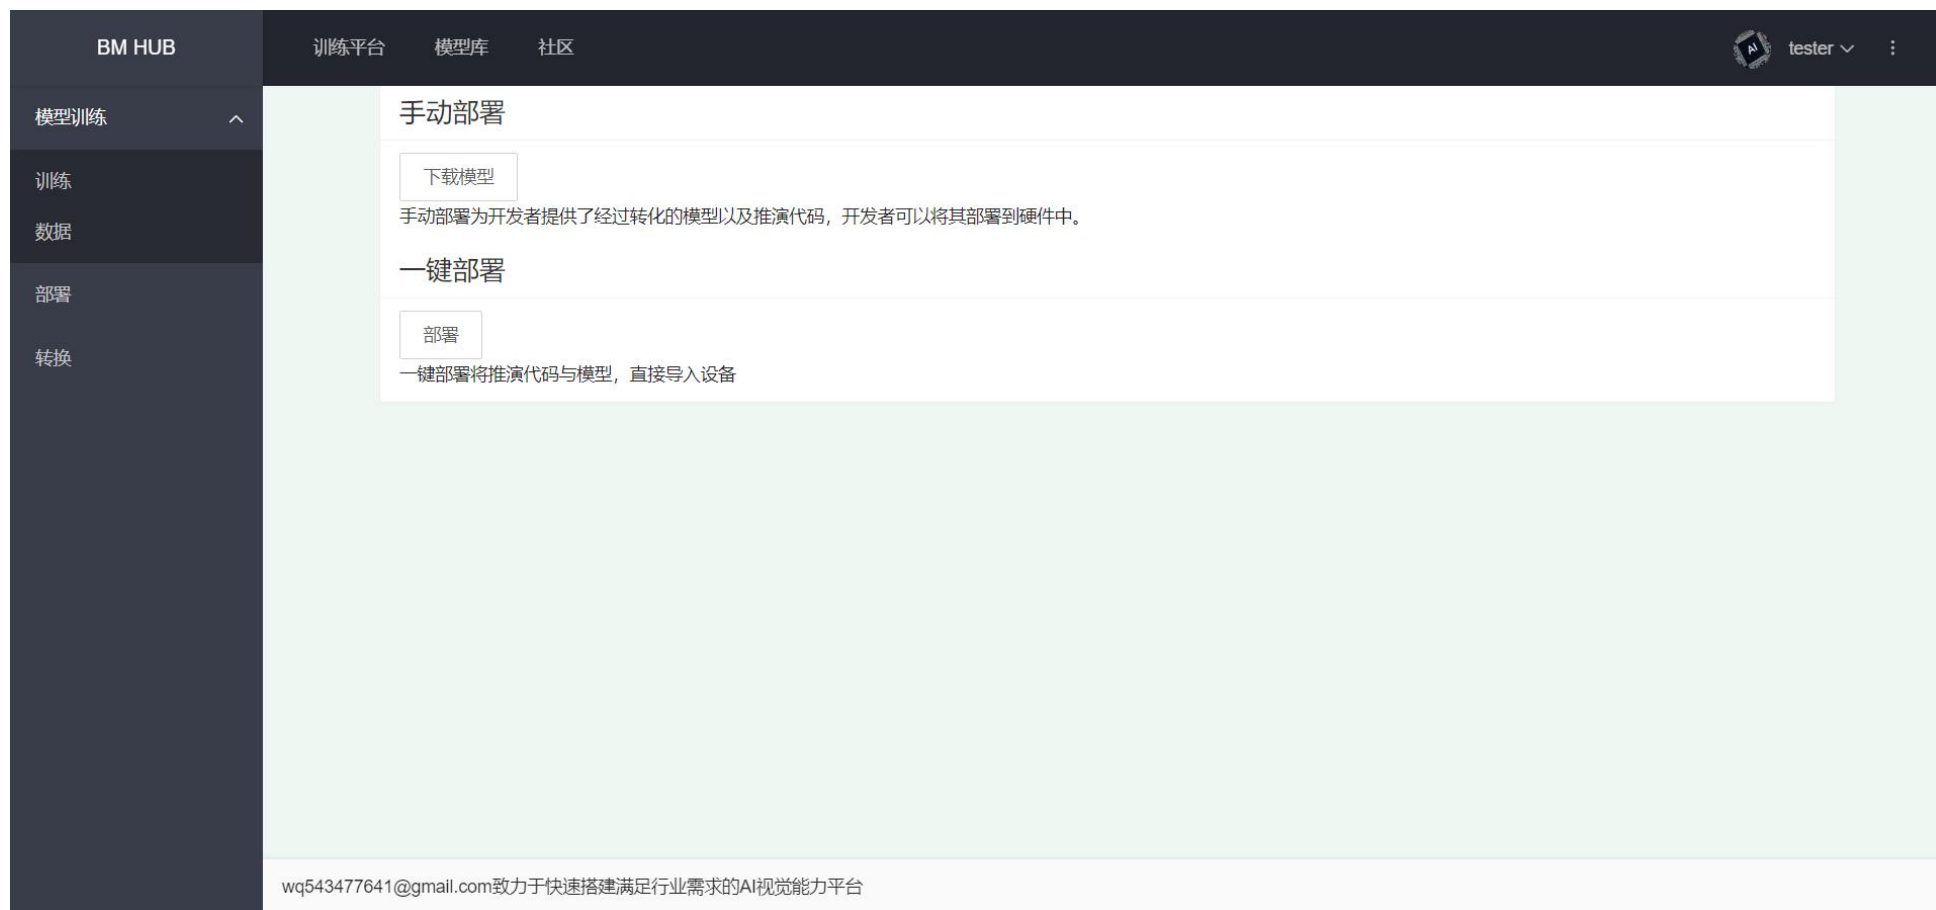 BM HUB
训练平台 模型库 社区
tester
模型训练
训练
数据
部署
转换
手动部署
下载模型
手动部署为开发者提供了经过转化的模型以及推演代码，开发者可以将其部署到硬件中。
一键部署
部署
一键部署将推演代码与模型，直接导入设备
wq543477641@gmail.com致力于快速搭建满足行业需求的AI视觉能力平台